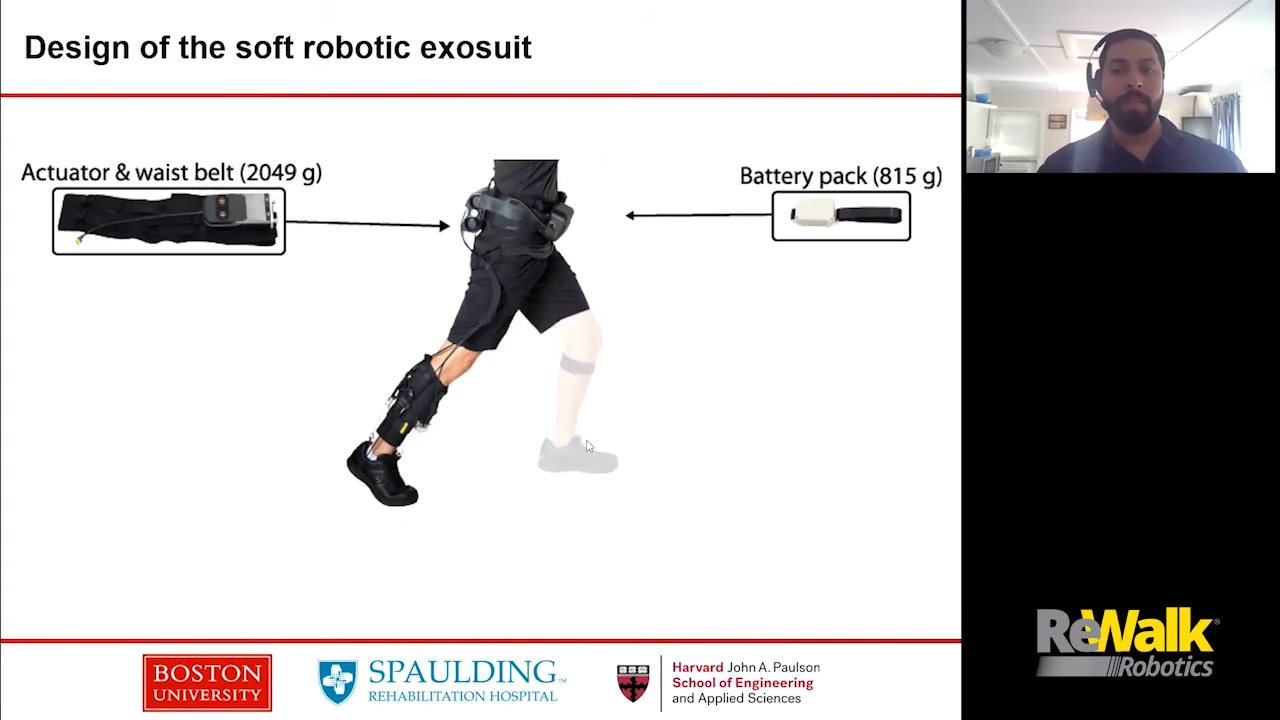 Design of the soft robotic exosuit
Actuator & waist belt (2049 g)
Battery pack (815 g)
BOSTON
UNIVERSITY
SPAULDING™
REHABILITATION HOSPITAL
Harvard John A. Paulson
School of Engineering
and Applied Sciences
ReWalk®
Robotics